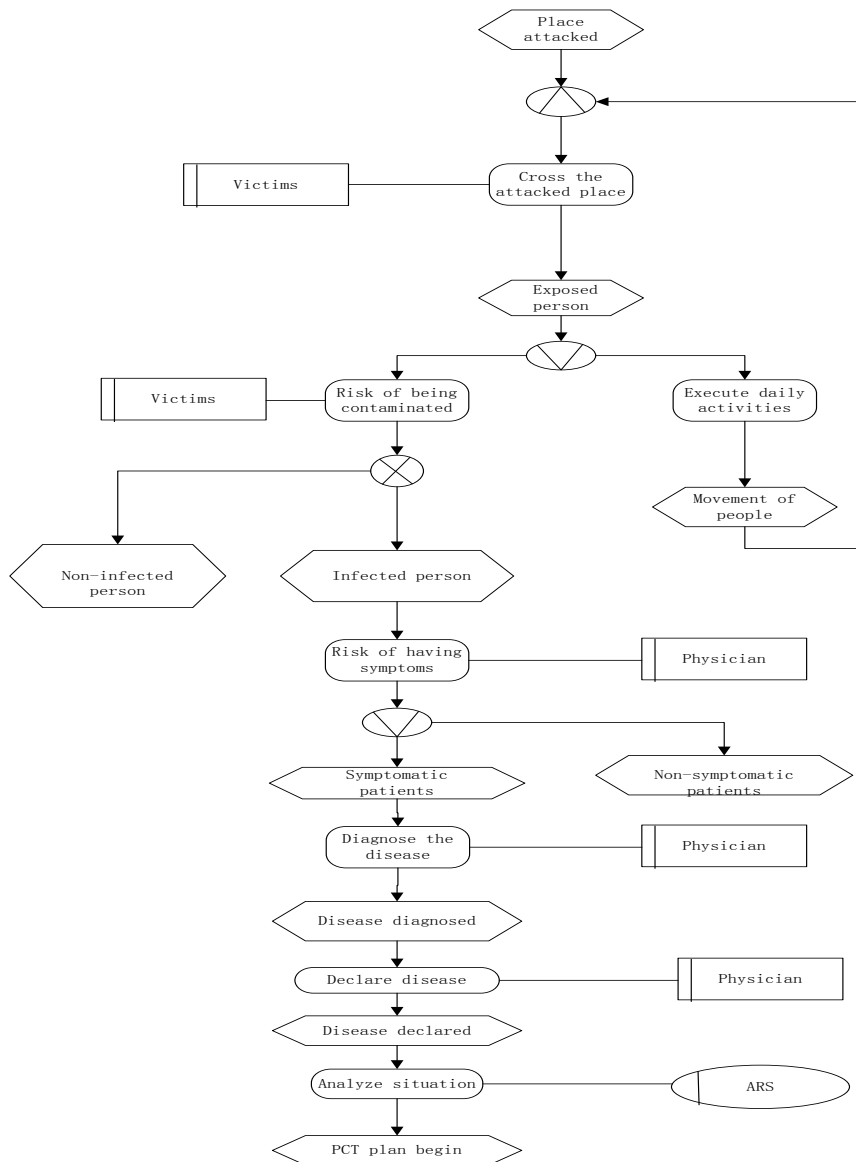 Place
attacked
Victims
Cross the
attacked place
Exposed
person
Victims
Risk of being
contaminated
Execute daily
activities
Movement of
people
Non-infected
person
Infected person
Risk of having
symptoms
Physician
Symptomatic
patients
Non-symptomatic
patients
Diagnose the
disease
Physician
Disease diagnosed
Declare disease
Physician
Disease declared
Analyze situation
ARS
PCT plan begin